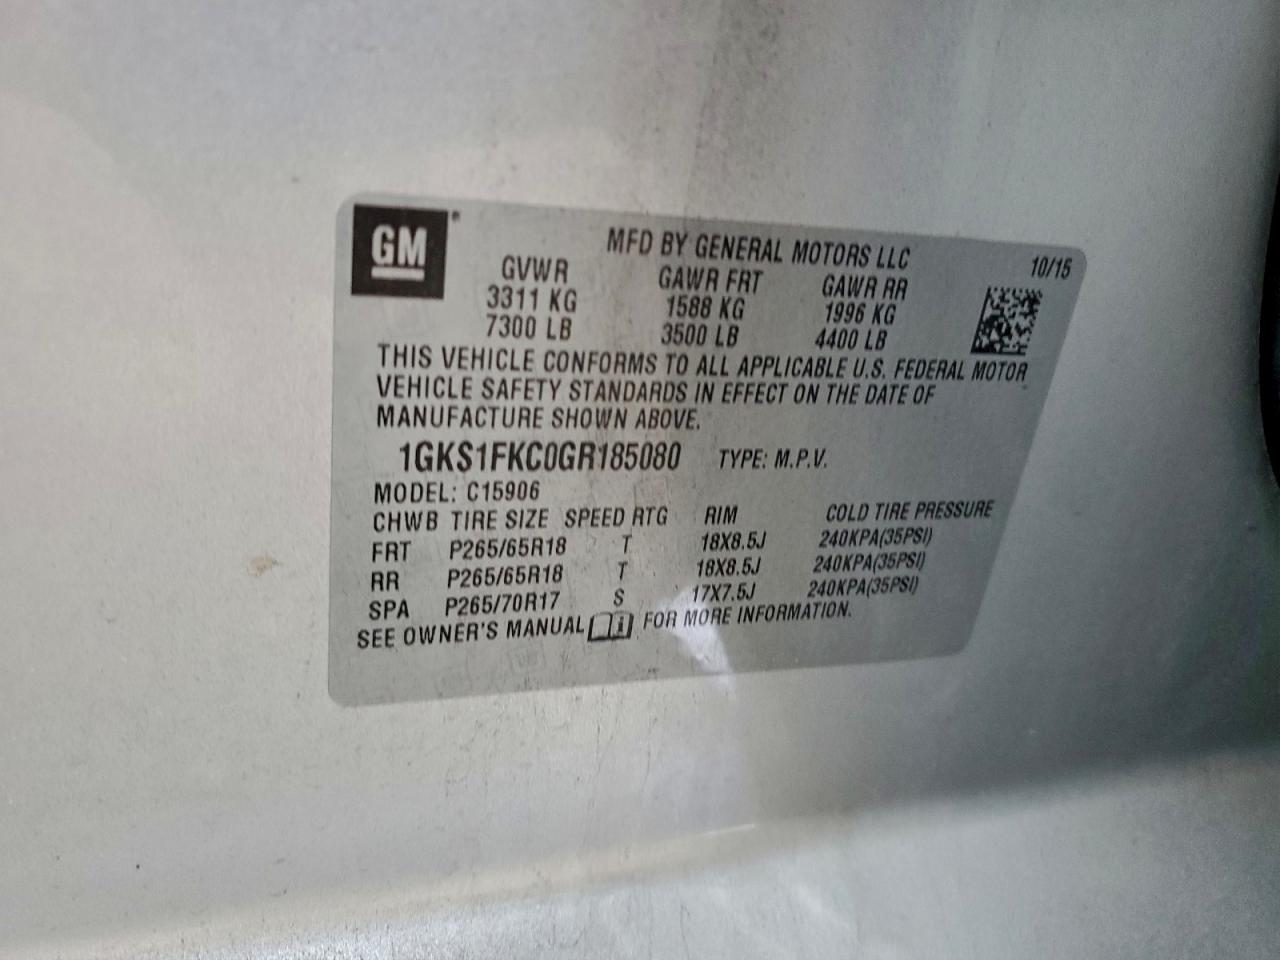 GM
MFD BY GENERAL MOTORS LLC
10/15
GVWR GAWR FRT GAWR RR
3311 KG 1588 KG 1996 KG
7300 LB 3500 LB 4400 LB
THIS VEHICLE CONFORMS TO ALL APPLICABLE U.S. FEDERAL MOTOR
VEHICLE SAFETY STANDARDS IN EFFECT ON THE DATE OF
MANUFACTURE SHOWN ABOVE.
1GKS1FKC0GR185080 TYPE: M.P.V.
MODEL: C15906
CHWB TIRE SIZE SPEED RTG RIM COLD TIRE PRESSURE
FRT P265/65R18 T 18X8.5J 240KPA(35PSI)
RR P265/65R18 T 18X8.5J 240KPA(35PSI)
SPA P265/70R17 S 17X7.5J 240KPA(35PSI)
SEE OWNER'S MANUAL i FOR MORE INFORMATION.